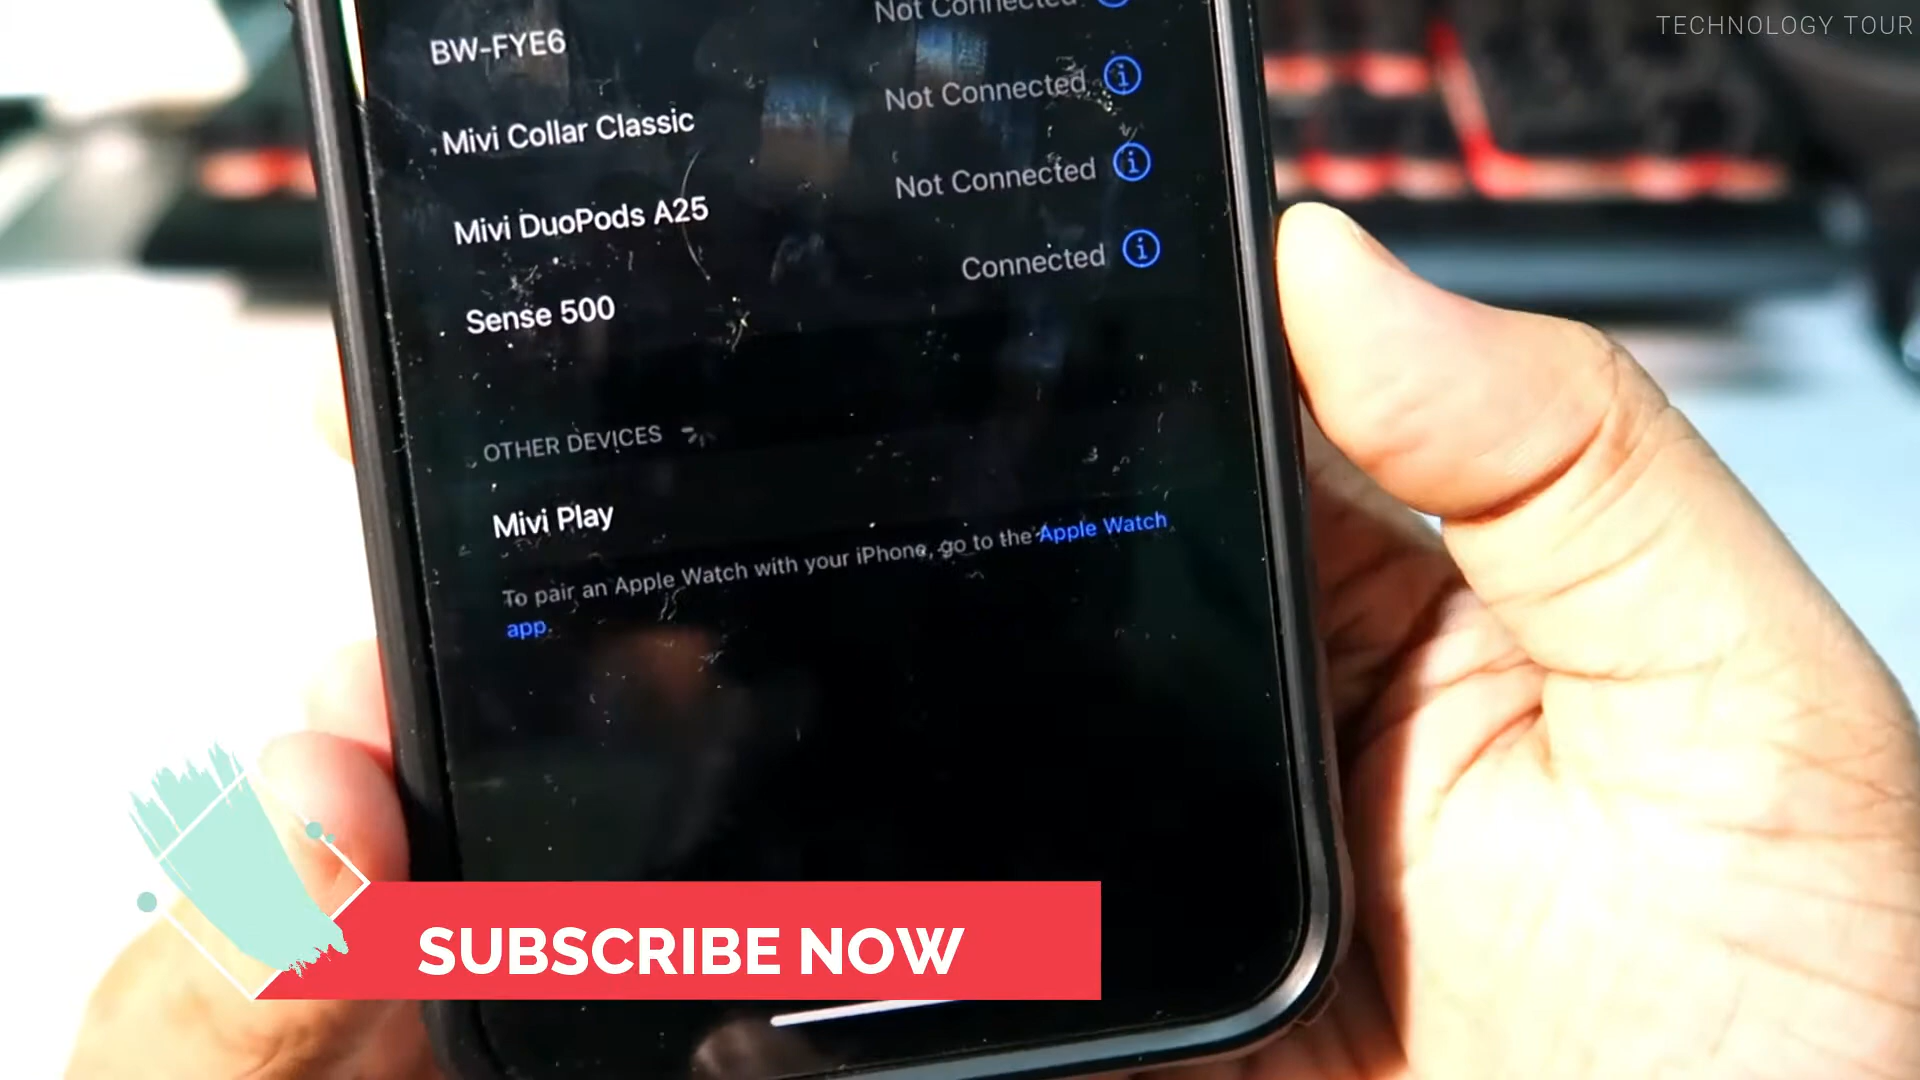 TECHNOLOGY TOUR
Not Connected
BW-FYE6
Not Connected
Mivi Collar Classic
Not Connected
Mivi DuoPods A25
Connected
Sense 500
OTHER DEVICES
Mivi Play
To pair an Apple Watch with your iPhone, go to the Apple Watch
app.
SUBSCRIBE NOW